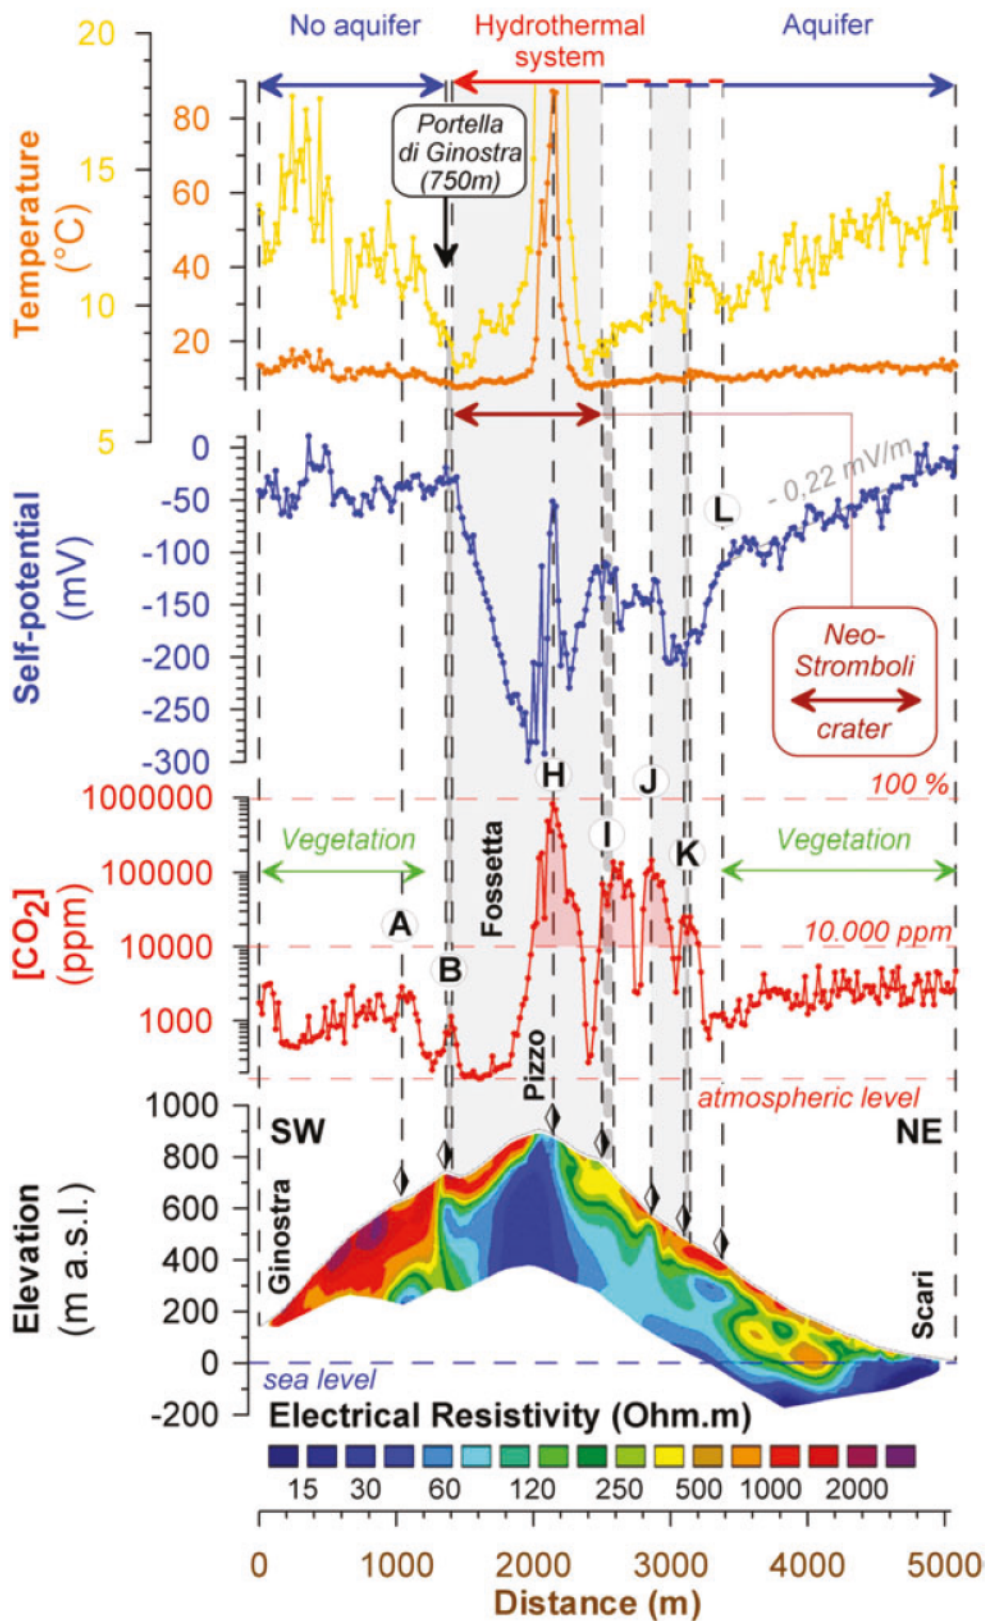 No aquifer
Hydrothermal
system
Aquifer
20
15
10
5
Temperature
(°C)
80
60
40
20
Portella
di Ginostra
(750m)
Self-potential
(mV)
0
-50
-100
-150
-200
-250
-300
- 0,22 mV/m
L
Neo-
Stromboli
crater
[CO2]
(ppm)
1000000
100000
10000
1000
H
J
I
K
A
B
100 %
Vegetation
Vegetation
Fossetta
10.000 ppm
Pizzo
atmospheric level
Elevation
(m a.s.l.)
1000
800
600
400
200
0
-200
SW
NE
Ginostra
Scari
sea level
Electrical Resistivity (Ohm.m)
15 30 60 120 250 500 1000 2000
0 1000 2000 3000 4000 5000
Distance (m)